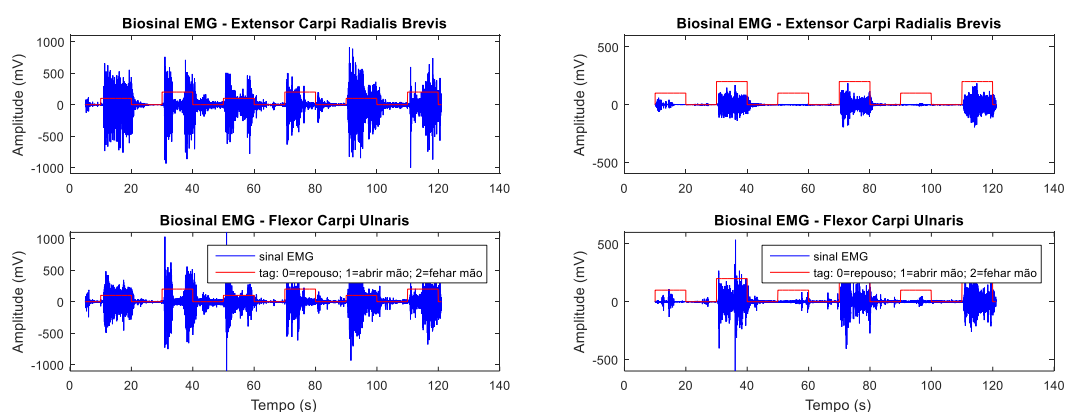 Biosinal EMG - Extensor Carpi Radialis Brevis
Amplitude (mV)
1000
500
0
-500
-1000
0 20 40 60 80 100 120 140
Biosinal EMG - Extensor Carpi Radialis Brevis
Amplitude (mV)
500
0
-500
0 20 40 60 80 100 120 140
Biosinal EMG - Flexor Carpi Ulnaris
Amplitude (mV)
1000
500
0
-500
-1000
sinal EMG
tag: 0=repouso; 1=abrir mão; 2=fehar mão
0 20 40 60 80 100 120 140
Tempo (s)
Biosinal EMG - Flexor Carpi Ulnaris
Amplitude (mV)
500
0
-500
sinal EMG
tag: 0=repouso; 1=abrir mão; 2=fehar mão
0 20 40 60 80 100 120 140
Tempo (s)